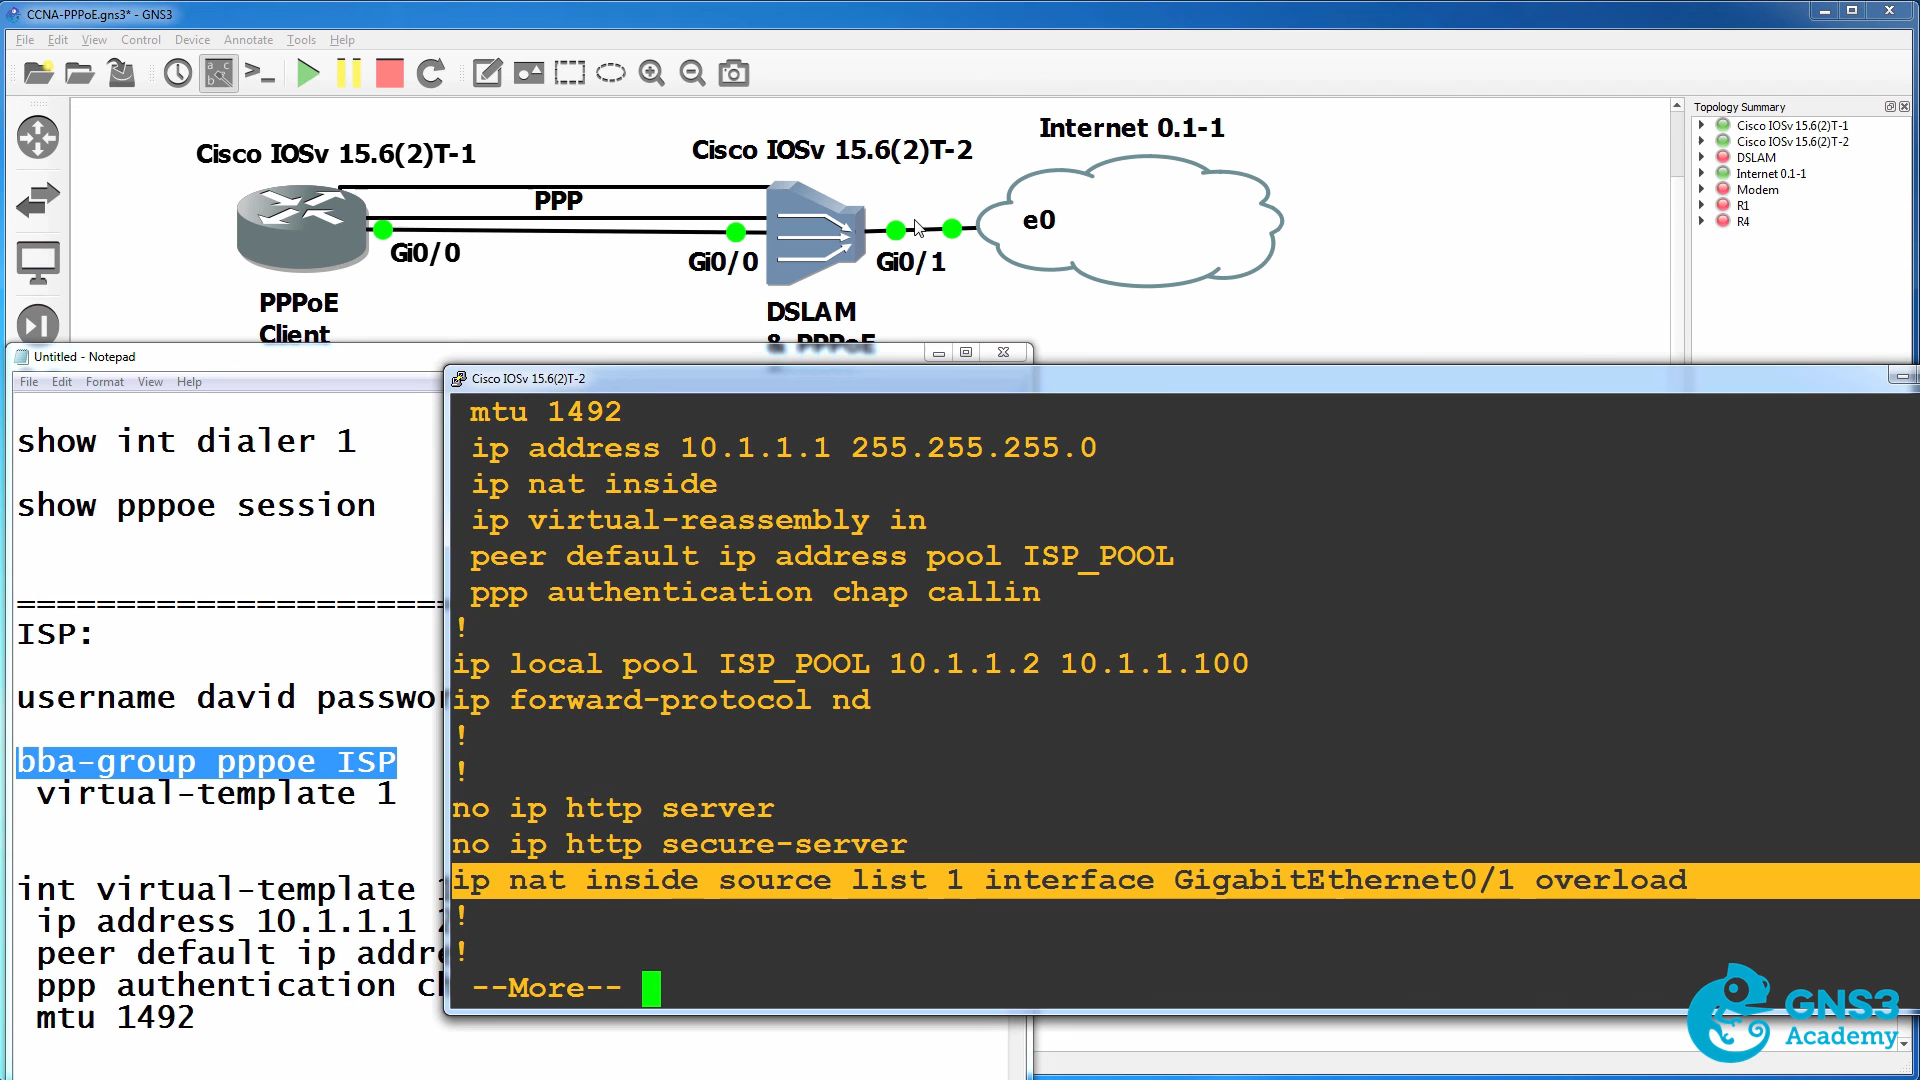 CCNA-PPPoE.gns3* - GNS3
File Edit View Control Device Annotate Tools Help
Topology Summary
Cisco IOSv 15.6(2)T-1
Cisco IOSv 15.6(2)T-2
DSLAM
Internet 0.1-1
Modem
R1
R4
Internet 0.1-1
Cisco IOSv 15.6(2)T-1
Cisco IOSv 15.6(2)T-2
PPP
e0
Gi0/0
Gi0/0
Gi0/1
PPPoE
Client
DSLAM
& PPPoE
Untitled - Notepad
File Edit Format View Help
show int dialer 1
show pppoe session
======================
ISP:
username david
bba-group pppoe ISP
virtual-template 1
int virtual-template
ip address 10.1.1.1
peer default ip
ppp authentication
mtu 1492
Cisco IOSv 15.6(2)T-2
mtu 1492
ip address 10.1.1.1 255.255.255.0
ip nat inside
ip virtual-reassembly in
peer default ip address pool ISP_POOL
ppp authentication chap callin
!
ip local pool ISP_POOL 10.1.1.2 10.1.1.100
ip forward-protocol nd
!
!
no ip http server
no ip http secure-server
ip nat inside source list 1 interface GigabitEthernet0/1 overload
!
!
--More--
GNS3
Academy